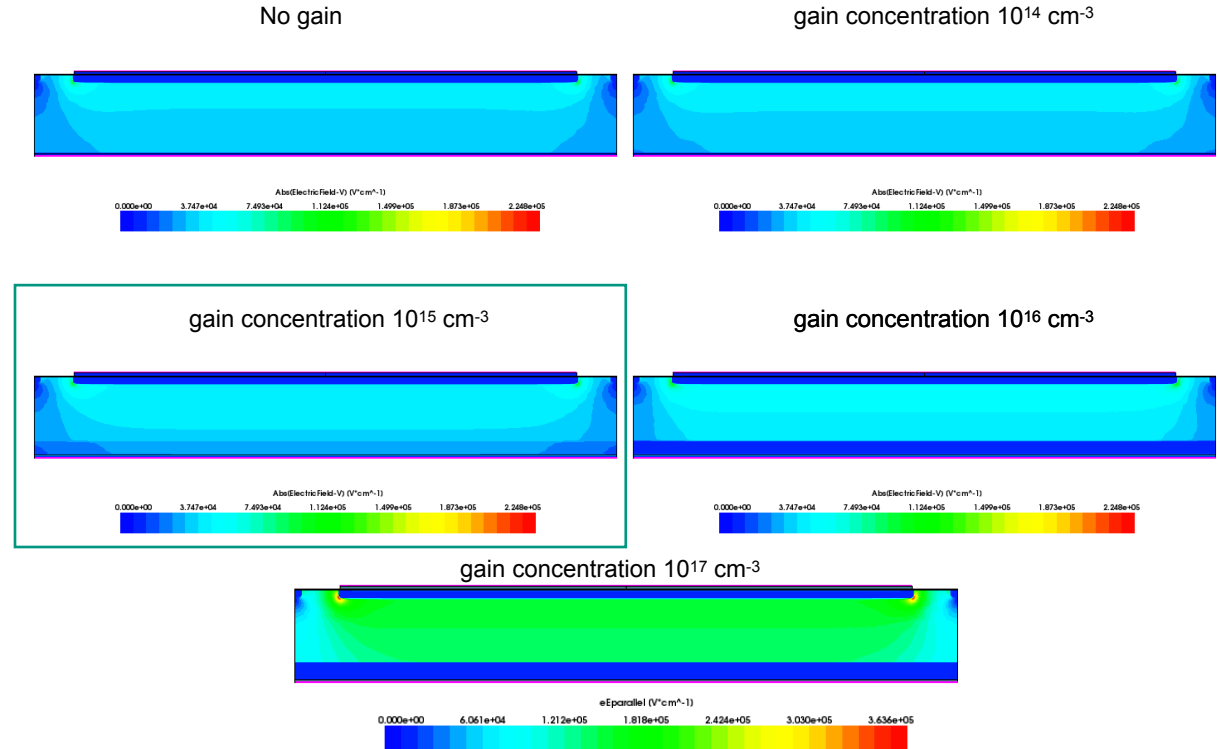 No gain
gain concentration 10¹⁴ cm⁻³
Abs(ElectricField-V) (V*cm^-1)
0.000e+00 3.747e+04 7.493e+04 1.124e+05 1.499e+05 1.873e+05 2.248e+05
Abs(ElectricField-V) (V*cm^-1)
0.000e+00 3.747e+04 7.493e+04 1.124e+05 1.499e+05 1.873e+05 2.248e+05
gain concentration 10¹⁵ cm⁻³
gain concentration 10¹⁶ cm⁻³
Abs(ElectricField-V) (V*cm^-1)
0.000e+00 3.747e+04 7.493e+04 1.124e+05 1.499e+05 1.873e+05 2.248e+05
Abs(ElectricField-V) (V*cm^-1)
0.000e+00 3.747e+04 7.493e+04 1.124e+05 1.499e+05 1.873e+05 2.248e+05
gain concentration 10¹⁷ cm⁻³
eEparallel (V*cm^-1)
0.000e+00 6.061e+04 1.212e+05 1.818e+05 2.424e+05 3.030e+05 3.636e+05